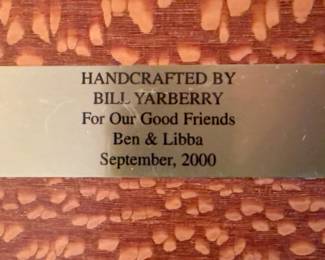 HANDCRAFTED BY
BILL YARBERRY
For Our Good Friends
Ben & Libba
September, 2000